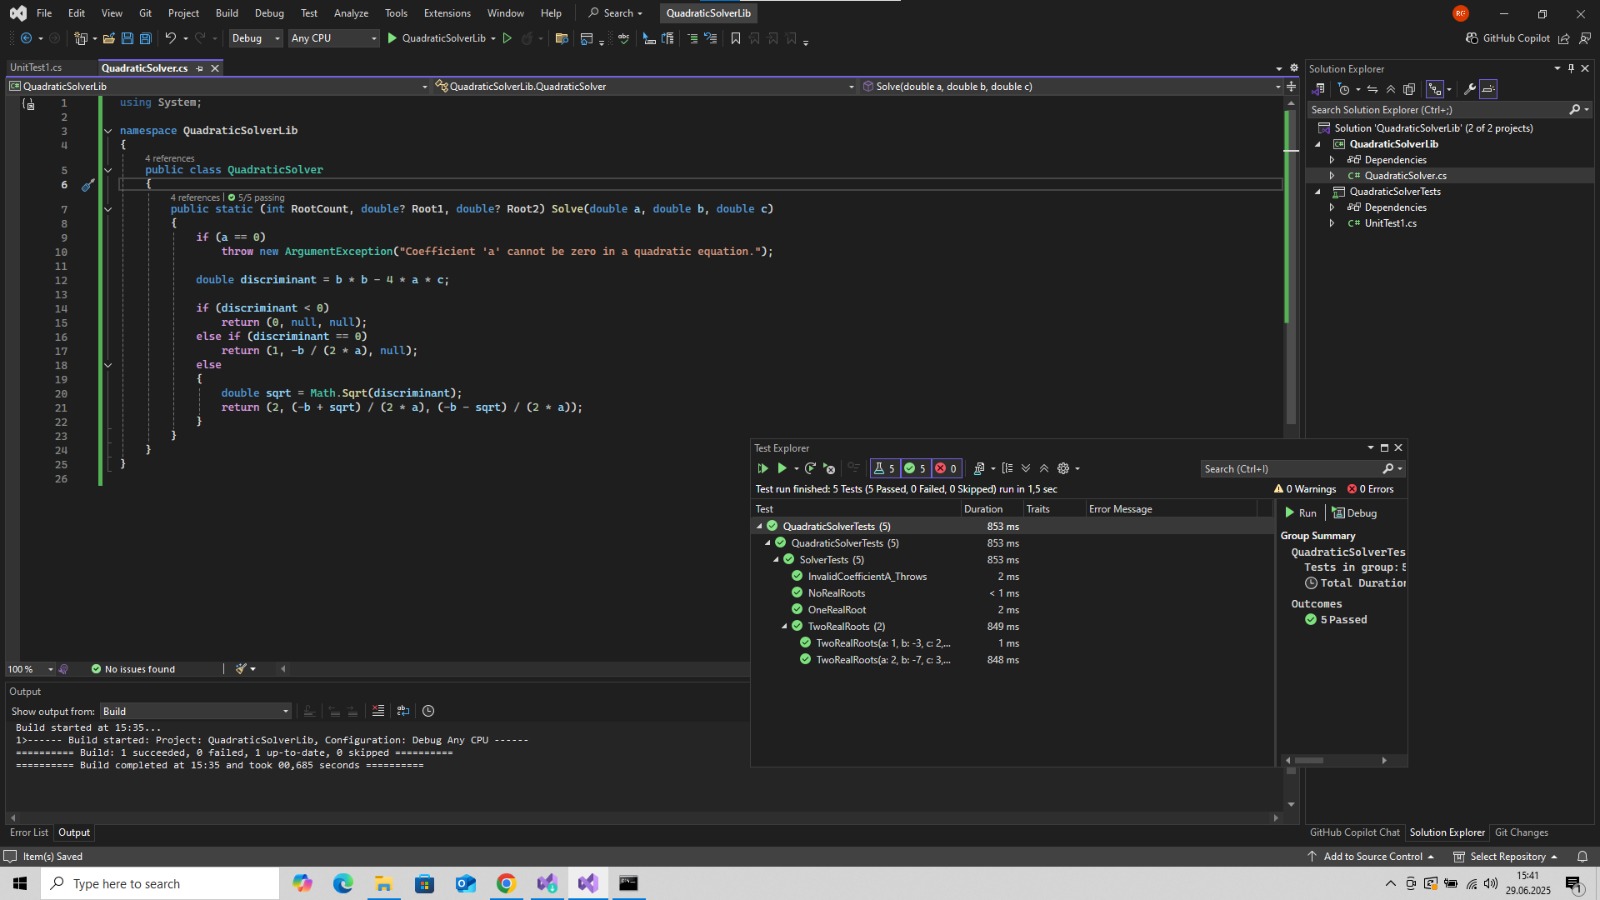 File Edit View Git Project Build Debug Test Analyze Tools Extensions Window Help Search QuadraticSolverLib RG
Debug Any CPU QuadraticSolverLib GitHub Copilot
UnitTest1.cs QuadraticSolver.cs
QuadraticSolverLib QuadraticSolverLib.QuadraticSolver Solve(double a, double b, double c)
1 using System;
2
3 namespace QuadraticSolverLib
4 {
4 references
5 public class QuadraticSolver
6 {
4 references | 5/5 passing
7 public static (int RootCount, double? Root1, double? Root2) Solve(double a, double b, double c)
8 {
9 if (a == 0)
10 throw new ArgumentException("Coefficient 'a' cannot be zero in a quadratic equation.");
11
12 double discriminant = b * b - 4 * a * c;
13
14 if (discriminant < 0)
15 return (0, null, null);
16 else if (discriminant == 0)
17 return (1, -b / (2 * a), null);
18 else
19 {
20 double sqrt = Math.Sqrt(discriminant);
21 return (2, (-b + sqrt) / (2 * a), (-b - sqrt) / (2 * a));
22 }
23 }
24 }
25 }
26
100 % No issues found
Output
Show output from: Build
Build started at 15:35...
1>------ Build started: Project: QuadraticSolverLib, Configuration: Debug Any CPU ------
========== Build: 1 succeeded, 0 failed, 1 up-to-date, 0 skipped ==========
========== Build completed at 15:35 and took 00,685 seconds ==========
Error List Output
Test Explorer
5 5 0 Search (Ctrl+I)
Test run finished: 5 Tests (5 Passed, 0 Failed, 0 Skipped) run in 1,5 sec 0 Warnings 0 Errors
Test Duration Traits Error Message
QuadraticSolverTests (5) 853 ms
QuadraticSolverTests (5) 853 ms
SolverTests (5) 853 ms
InvalidCoefficientA_Throws 2 ms
NoRealRoots < 1 ms
OneRealRoot 2 ms
TwoRealRoots (2) 849 ms
TwoRealRoots(a: 1, b: -3, c: 2,... 1 ms
TwoRealRoots(a: 2, b: -7, c: 3,... 848 ms
Run Debug
Group Summary
QuadraticSolverTes
Tests in group: 5
Total Duration
Outcomes
5 Passed
Solution Explorer
Search Solution Explorer (Ctrl+;)
Solution 'QuadraticSolverLib' (2 of 2 projects)
QuadraticSolverLib
Dependencies
C# QuadraticSolver.cs
QuadraticSolverTests
Dependencies
C# UnitTest1.cs
GitHub Copilot Chat Solution Explorer Git Changes
Item(s) Saved Add to Source Control Select Repository
Type here to search
15:41
29.06.2025
1